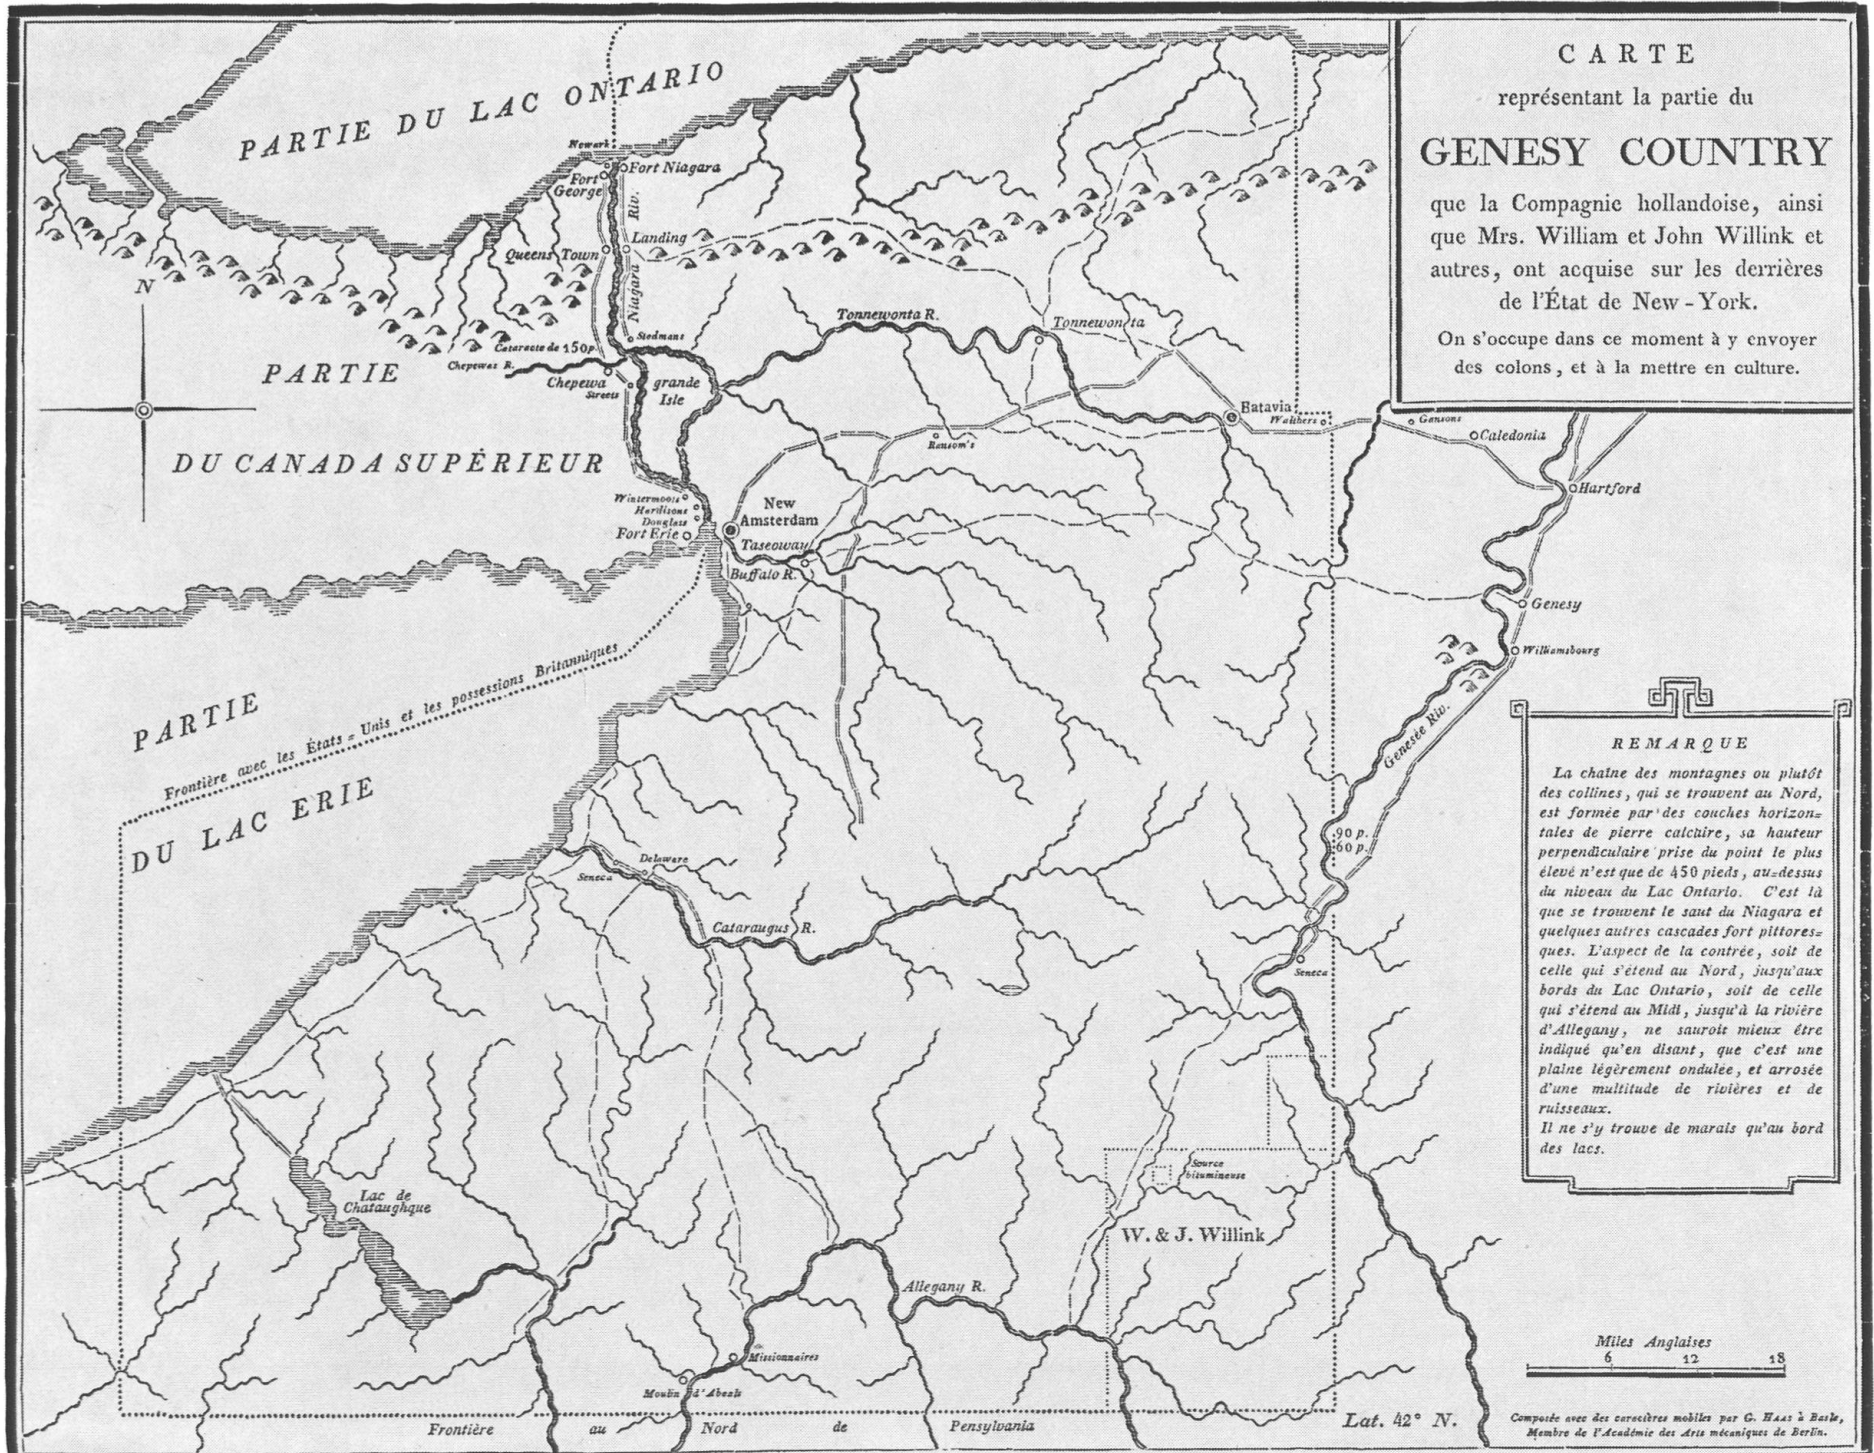 CARTE
représentant la partie du
GENESY COUNTRY
que la Compagnie hollandoise, ainsi
que Mrs. William et John Willink et
autres, ont acquise sur les derrières
de l'État de New-York.
On s'occupe dans ce moment à y envoyer
des colons, et à la mettre en culture.
PARTIE DU LAC ONTARIO
Newark
Fort Niagara
Fort
George
Niagara Riv.
Landing
Queens Town
N
Stedmans
Cataracte de 150 p.
Chepewas R.
Chepewa
Streets
grande
Isle
Tonnewonta R.
Tonnewonta
PARTIE
DU CANADA SUPÉRIEUR
Batavia
Walthers
Gansons
Caledonia
Ransom's
Hartford
Wintermoots
Hardisons
Douglass
Fort Erie
New
Amsterdam
Taseoway
Buffalo R.
Genesy
Williamsbourg
Frontière avec les États=Unis et les possessions Britanniques
PARTIE
DU LAC ERIE
Genesée Riv.
90 p.
60 p.
Delaware
Seneca
Cataraugus R.
Seneca
Lac de
Chataughque
Source
bitumineuse
W. & J. Willink
Allegany R.
Missionnaires
Moulin d'Abeels
Frontière au Nord de Pensylvania
Lat. 42° N.
REMARQUE
La chaîne des montagnes ou plutôt
des collines, qui se trouvent au Nord,
est formée par des couches horizon=
tales de pierre calcaire, sa hauteur
perpendiculaire prise du point le plus
élevé n'est que de 450 pieds, au=dessus
du niveau du Lac Ontario. C'est là
que se trouvent le saut du Niagara et
quelques autres cascades fort pittores=
ques. L'aspect de la contrée, soit de
celle qui s'étend au Nord, jusqu'aux
bords du Lac Ontario, soit de celle
qui s'étend au Midi, jusqu'à la rivière
d'Allegany, ne sauroit mieux être
indiqué qu'en disant, que c'est une
plaine légèrement ondulée, et arrosée
d'une multitude de rivières et de
ruisseaux.
Il ne s'y trouve de marais qu'au bord
des lacs.
Miles Anglaises
6 12 18
Composée avec des caractères mobiles par G. HAAS à Basle,
Membre de l'Académie des Arts mécaniques de Berlin.